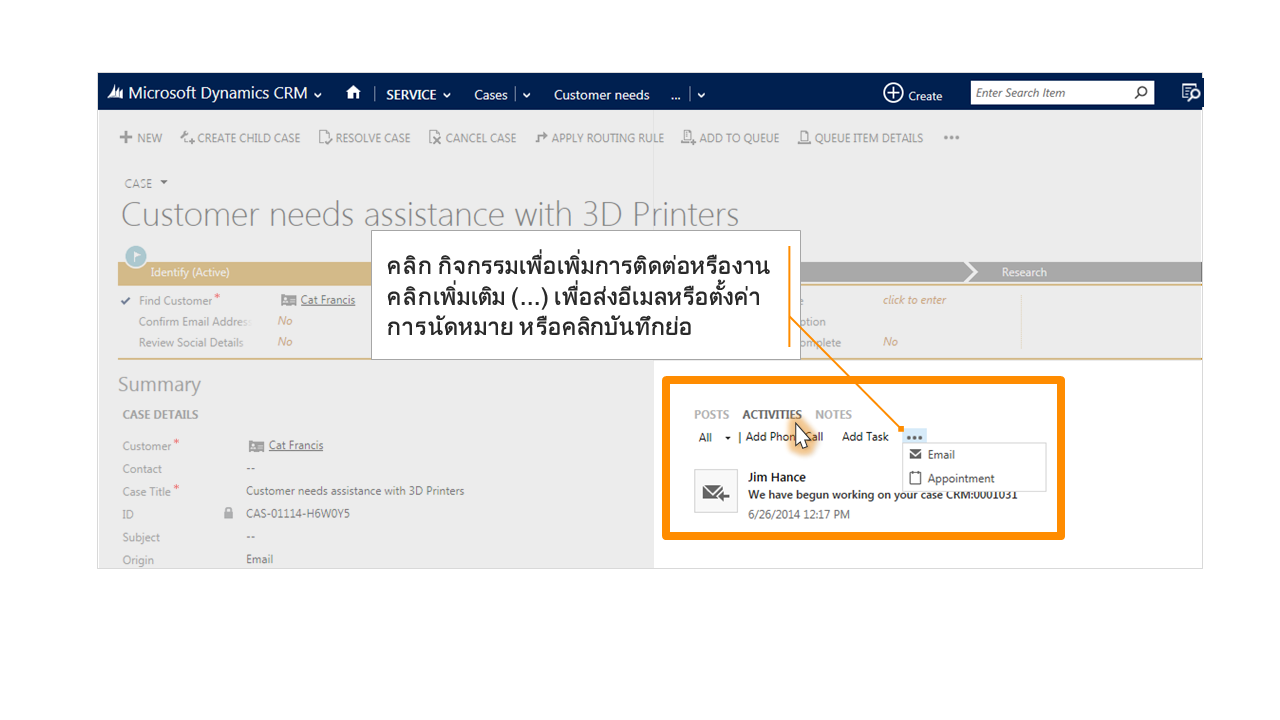 Microsoft Dynamics CRM SERVICE Cases Customer needs ... Create Enter Search Item
NEW CREATE CHILD CASE RESOLVE CASE CANCEL CASE APPLY ROUTING RULE ADD TO QUEUE QUEUE ITEM DETAILS •••
CASE
Customer needs assistance with 3D Printers
คลิก กิจกรรมเพื่อเพิ่มการติดต่อหรืองาน
คลิกเพิ่มเติม (...) เพื่อส่งอีเมลหรือตั้งค่า
การนัดหมาย หรือคลิกบันทึกย่อ
Identify (Active) Research
Find Customer* Cat Francis click to enter
Confirm Email Addres No
Review Social Details No No
Summary
CASE DETAILS
Customer* Cat Francis
Contact --
Case Title* Customer needs assistance with 3D Printers
ID CAS-01114-H6W0Y5
Subject --
Origin Email
POSTS ACTIVITIES NOTES
All | Add Phone Call Add Task •••
Email
Appointment
Jim Hance
We have begun working on your case CRM:0001031
6/26/2014 12:17 PM